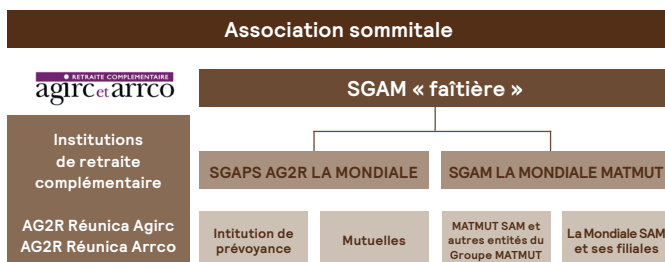 Association sommitale
RETRAITE COMPLEMENTAIRE
agirc et arrco
SGAM « faîtière »
Institutions
de retraite
complémentaire
SGAPS AG2R LA MONDIALE
SGAM LA MONDIALE MATMUT
AG2R Réunica Agirc
AG2R Réunica Arrco
Intitution de
prévoyance
Mutuelles
MATMUT SAM et
autres entités du
Groupe MATMUT
La Mondiale SAM
et ses filiales